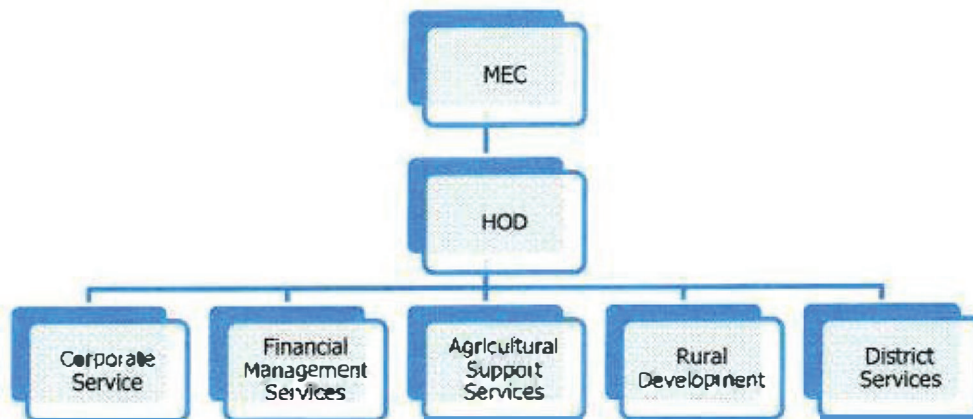 MEC
HOD
Corporate
Service
Financial
Management
Services
Agricultural
Support
Services
Rural
Development
District
Services